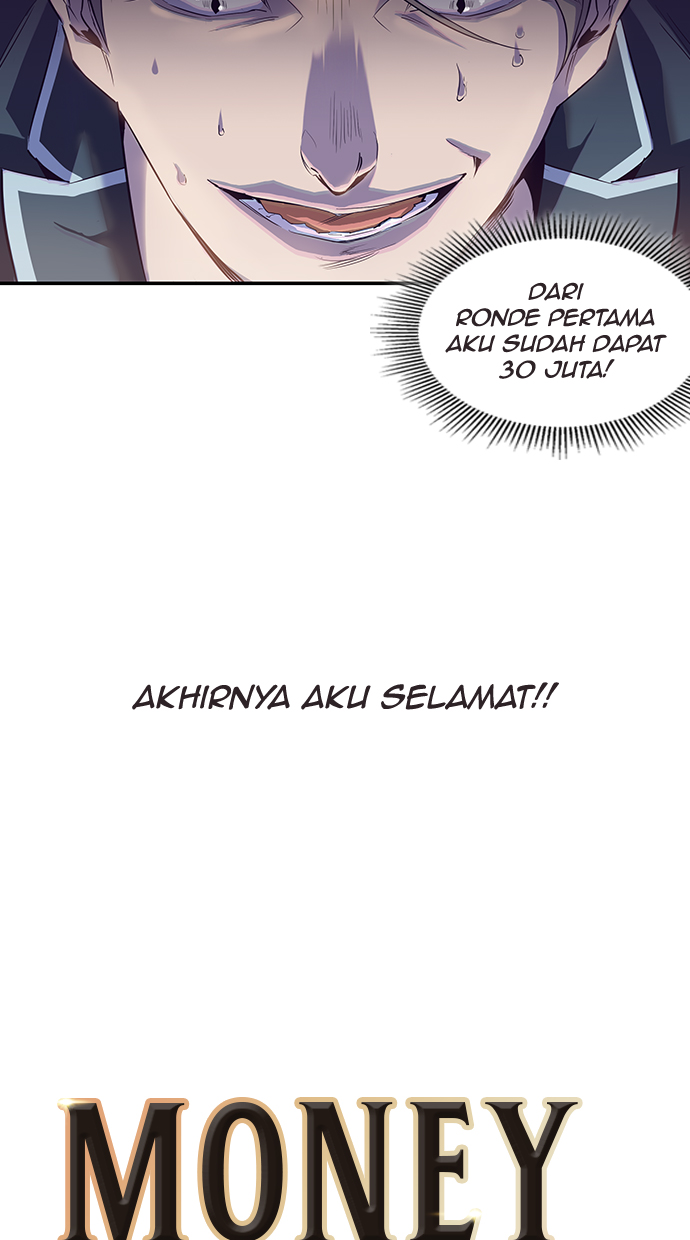 DARI
RONDE PERTAMA
AKU SUDAH DAPAT
30 JUTA!
AKHIRNYA AKU SELAMAT!!
MONEY